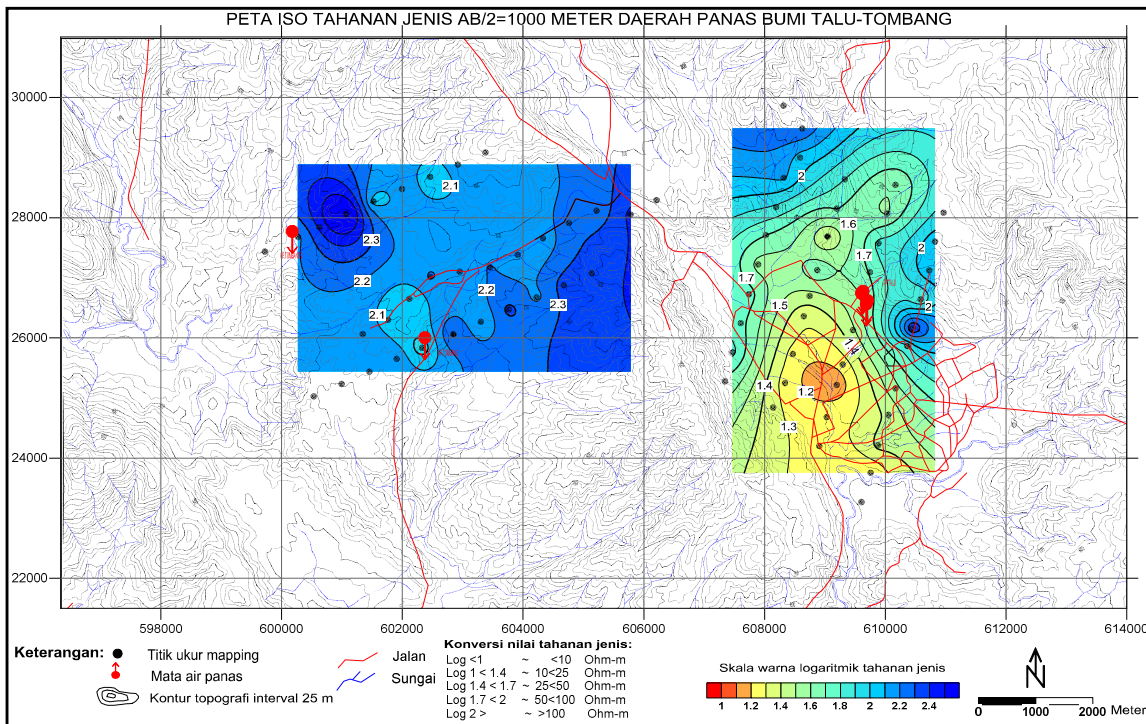 PETA ISO TAHANAN JENIS AB/2=1000 METER DAERAH PANAS BUMI TALU-TOMBANG
30000
28000
26000
24000
22000
2.1
2.3
2.2
2.1
2.2
2.3
2
1.6
1.7
2
1.7
1.5
2
1.4
1.4
1.2
1.3
598000
600000
602000
604000
606000
608000
610000
612000
614000
Keterangan:
Titik ukur mapping
Mata air panas
Kontur topografi interval 25 m
Jalan
Sungai
Konversi nilai tahanan jenis:
Log <1 ~ <10 Ohm-m
Log 1 < 1.4 ~ 10<25 Ohm-m
Log 1.4 < 1.7 ~ 25<50 Ohm-m
Log 1.7 < 2 ~ 50<100 Ohm-m
Log 2 > ~ >100 Ohm-m
Skala warna logaritmik tahanan jenis
1 1.2 1.4 1.6 1.8 2 2.2 2.4
N
0 1000 2000 Meter